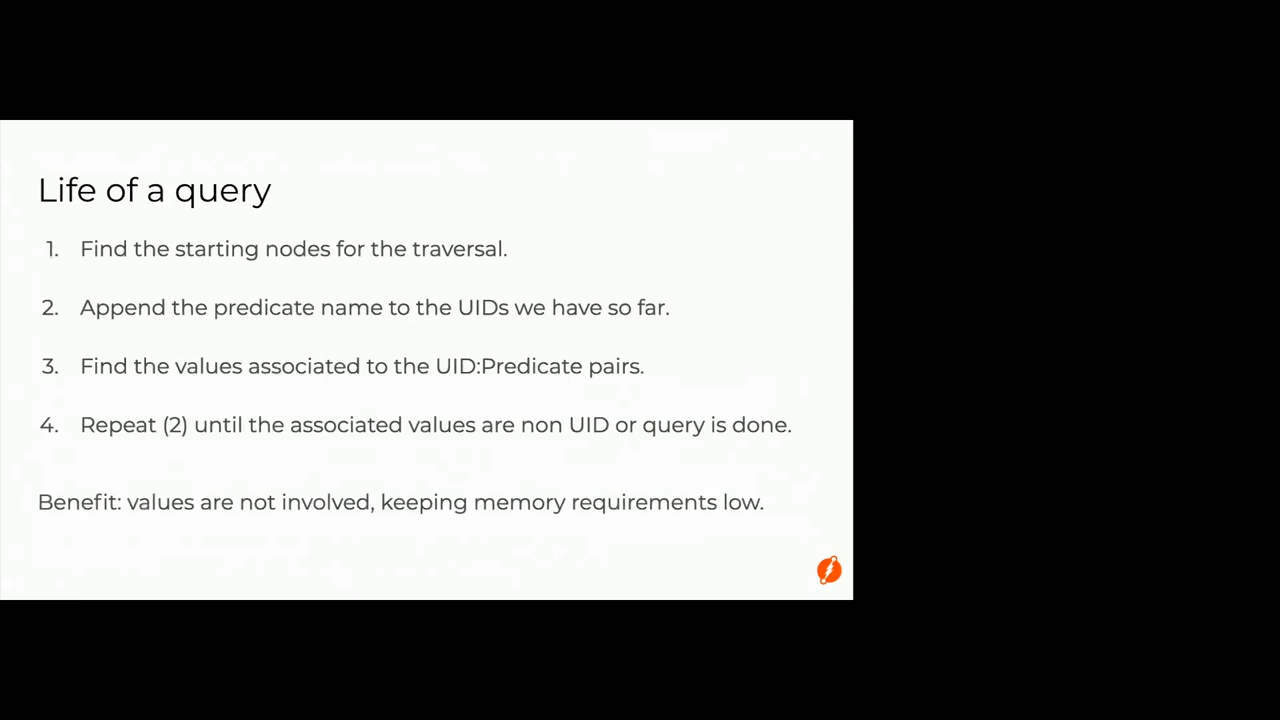 Life of a query
1. Find the starting nodes for the traversal.
2. Append the predicate name to the UIDs we have so far.
3. Find the values associated to the UID:Predicate pairs.
4. Repeat (2) until the associated values are non UID or query is done.
Benefit: values are not involved, keeping memory requirements low.